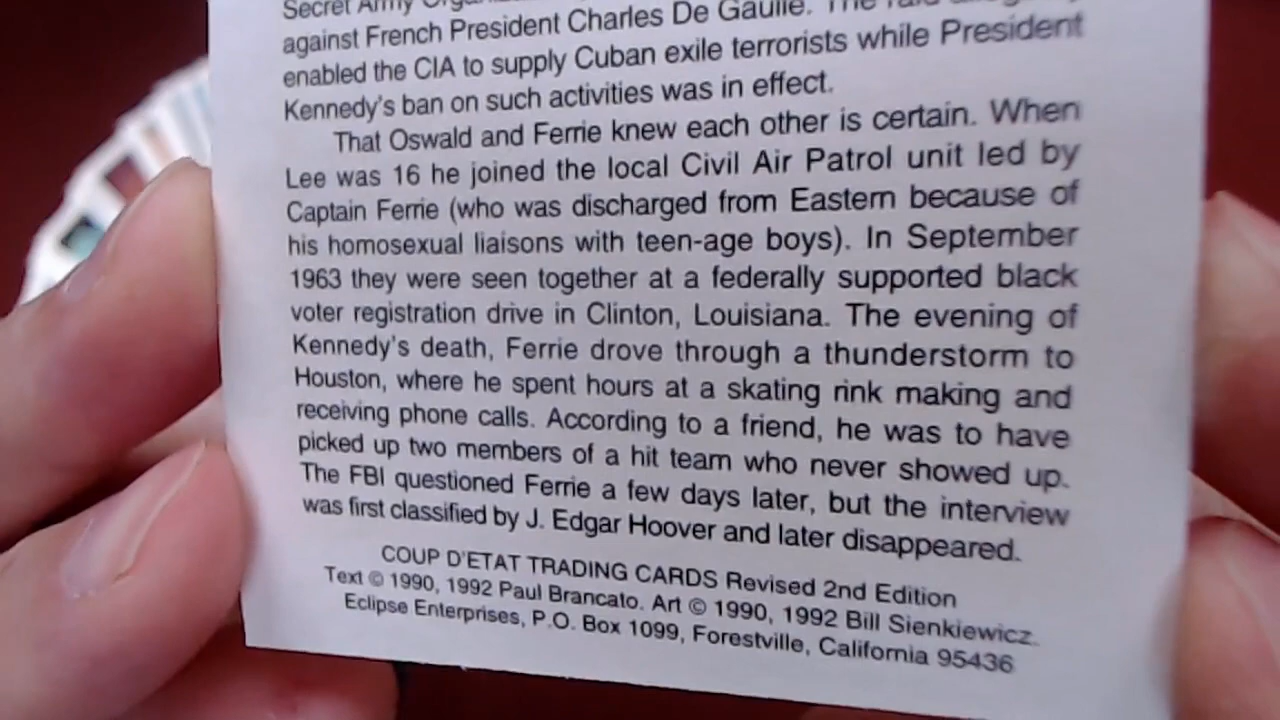 Secret Army
against French President Charles De Gaulle. The raid
enabled the CIA to supply Cuban exile terrorists while President
Kennedy's ban on such activities was in effect.
That Oswald and Ferrie knew each other is certain. When
Lee was 16 he joined the local Civil Air Patrol unit led by
Captain Ferrie (who was discharged from Eastern because of
his homosexual liaisons with teen-age boys). In September
1963 they were seen together at a federally supported black
voter registration drive in Clinton, Louisiana. The evening of
Kennedy's death, Ferrie drove through a thunderstorm to
Houston, where he spent hours at a skating rink making and
receiving phone calls. According to a friend, he was to have
picked up two members of a hit team who never showed up.
The FBI questioned Ferrie a few days later, but the interview
was first classified by J. Edgar Hoover and later disappeared.
COUP D'ETAT TRADING CARDS Revised 2nd Edition
Text © 1990, 1992 Paul Brancato. Art © 1990, 1992 Bill Sienkiewicz.
Eclipse Enterprises, P.O. Box 1099, Forestville, California 95436